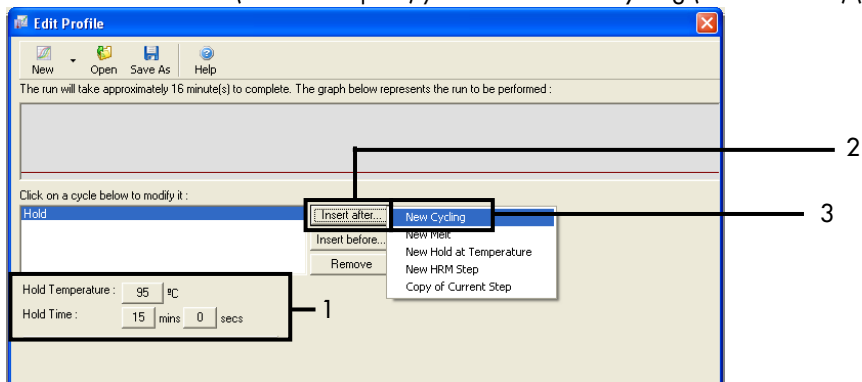 Edit Profile
New Open Save As Help
The run will take approximately 16 minute(s) to complete. The graph below represents the run to be performed :
2
Click on a cycle below to modify it :
Hold
Insert after...
New Cycling
3
Insert before...
New Melt
New Hold at Temperature
Remove
New HRM Step
Copy of Current Step
Hold Temperature : 95 ºC
Hold Time : 15 mins 0 secs
1